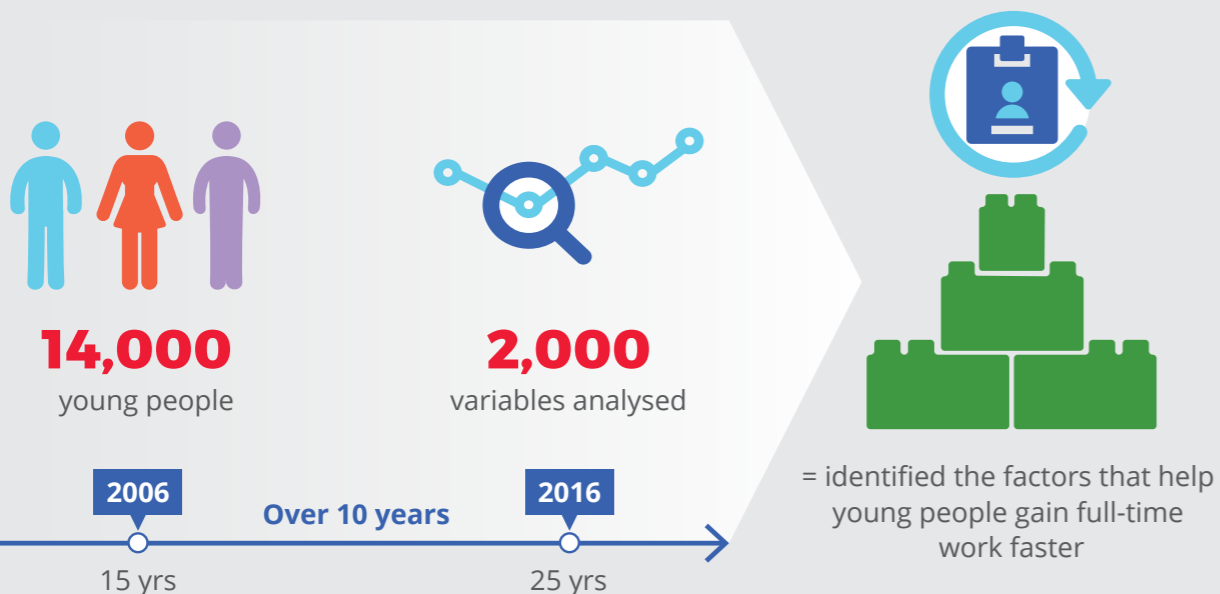 14,000
young people
2,000
variables analysed
2006
Over 10 years
2016
15 yrs
25 yrs
= identified the factors that help
young people gain full-time
work faster